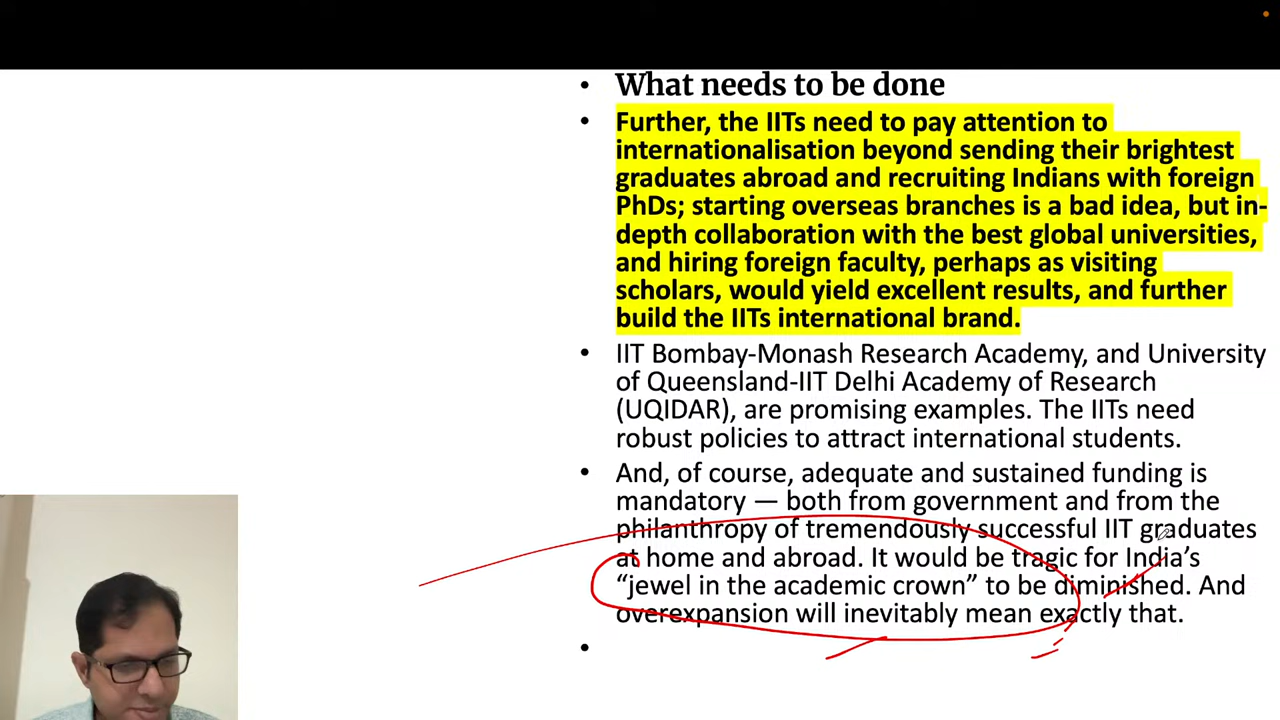 • What needs to be done
• Further, the IITs need to pay attention to
internationalisation beyond sending their brightest
graduates abroad and recruiting Indians with foreign
PhDs; starting overseas branches is a bad idea, but in-
depth collaboration with the best global universities,
and hiring foreign faculty, perhaps as visiting
scholars, would yield excellent results, and further
build the IITs international brand.
• IIT Bombay-Monash Research Academy, and University
of Queensland-IIT Delhi Academy of Research
(UQIDAR), are promising examples. The IITs need
robust policies to attract international students.
• And, of course, adequate and sustained funding is
mandatory — both from government and from the
philanthropy of tremendously successful IIT graduates
at home and abroad. It would be tragic for India’s
“jewel in the academic crown” to be diminished. And
overexpansion will inevitably mean exactly that.
•